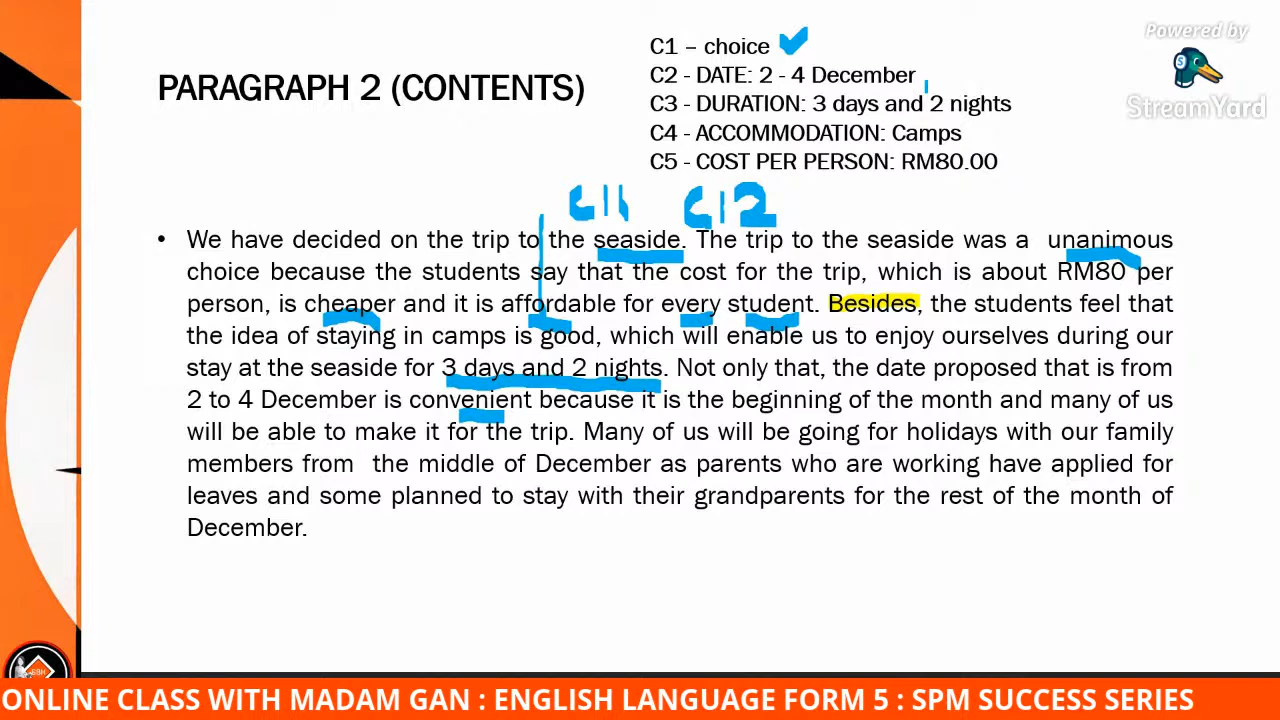 Powered by
StreamYard
C1 – choice
C2 - DATE: 2 - 4 December
C3 - DURATION: 3 days and 2 nights
C4 - ACCOMMODATION: Camps
C5 - COST PER PERSON: RM80.00
PARAGRAPH 2 (CONTENTS)
C1 C2
• We have decided on the trip to the seaside. The trip to the seaside was a unanimous
choice because the students say that the cost for the trip, which is about RM80 per
person, is cheaper and it is affordable for every student. Besides, the students feel that
the idea of staying in camps is good, which will enable us to enjoy ourselves during our
stay at the seaside for 3 days and 2 nights. Not only that, the date proposed that is from
2 to 4 December is convenient because it is the beginning of the month and many of us
will be able to make it for the trip. Many of us will be going for holidays with our family
members from the middle of December as parents who are working have applied for
leaves and some planned to stay with their grandparents for the rest of the month of
December.
ONLINE CLASS WITH MADAM GAN : ENGLISH LANGUAGE FORM 5 : SPM SUCCESS SERIES